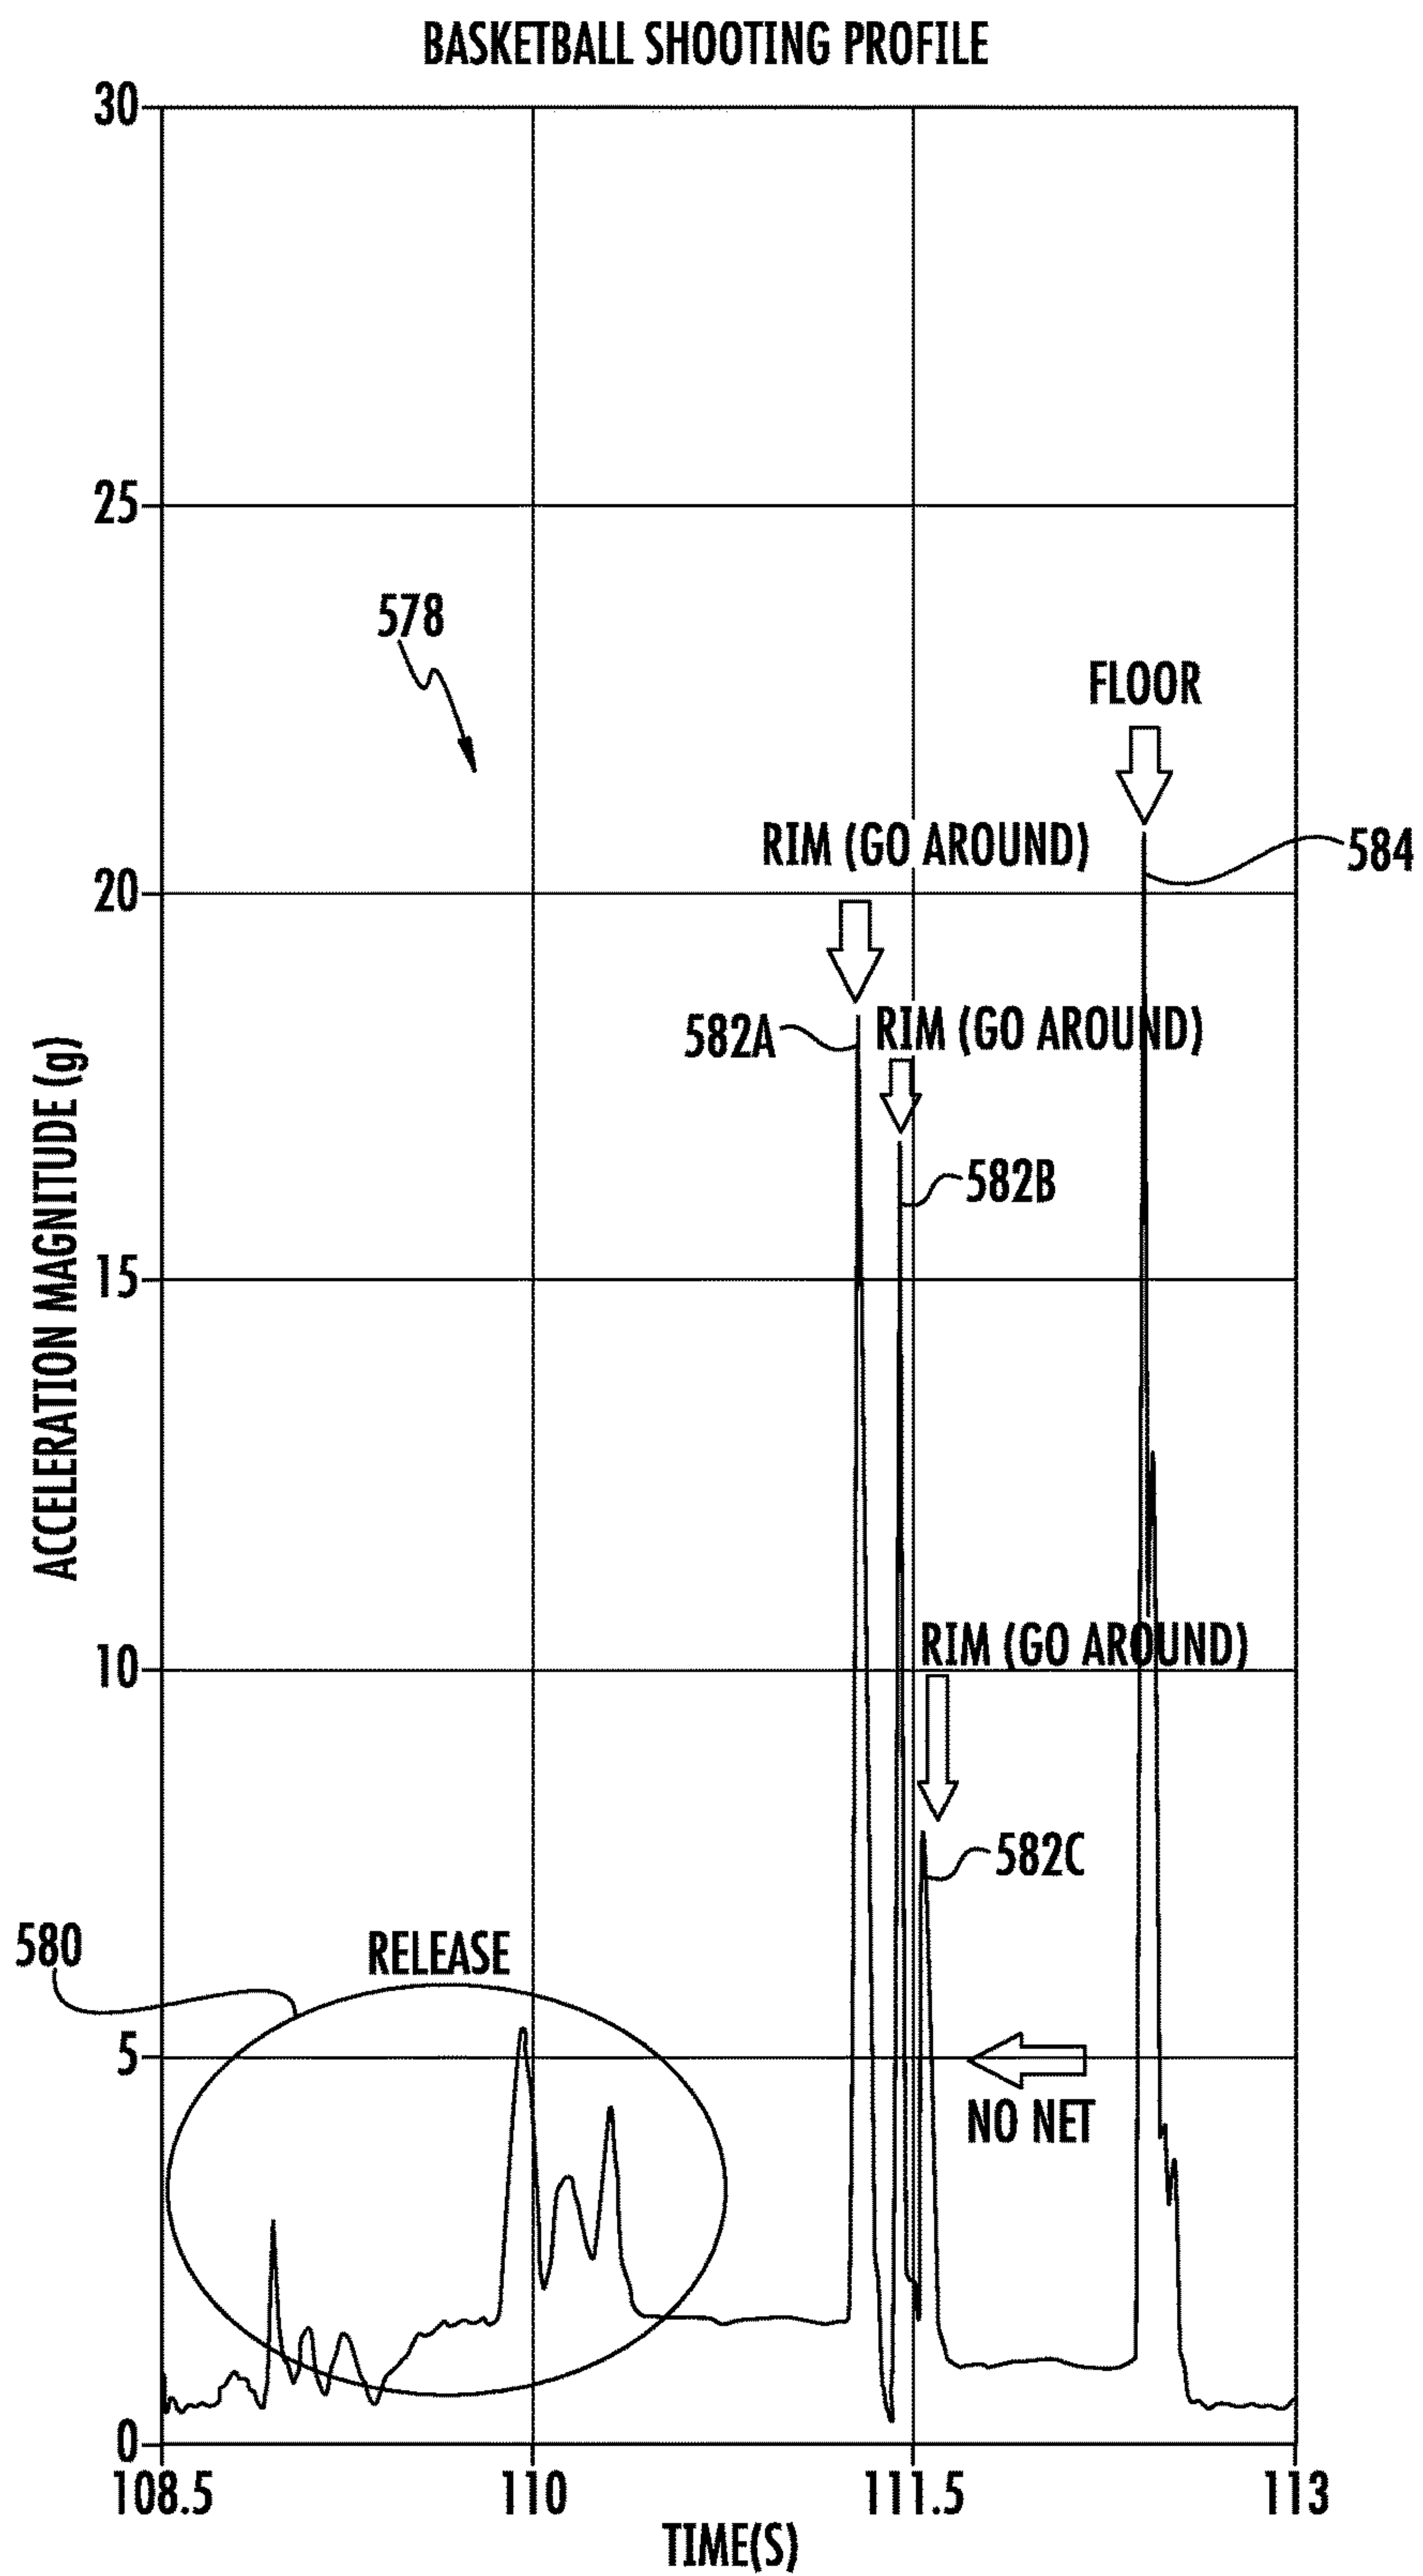 BASKETBALL SHOOTING PROFILE
30
25
578
FLOOR
RIM (GO AROUND)
584
20
582A
RIM (GO AROUND)
582B
15
ACCELERATION MAGNITUDE (g)
RIM (GO AROUND)
10
582C
580
RELEASE
5
NO NET
0
108.5
110
111.5
113
TIME(S)